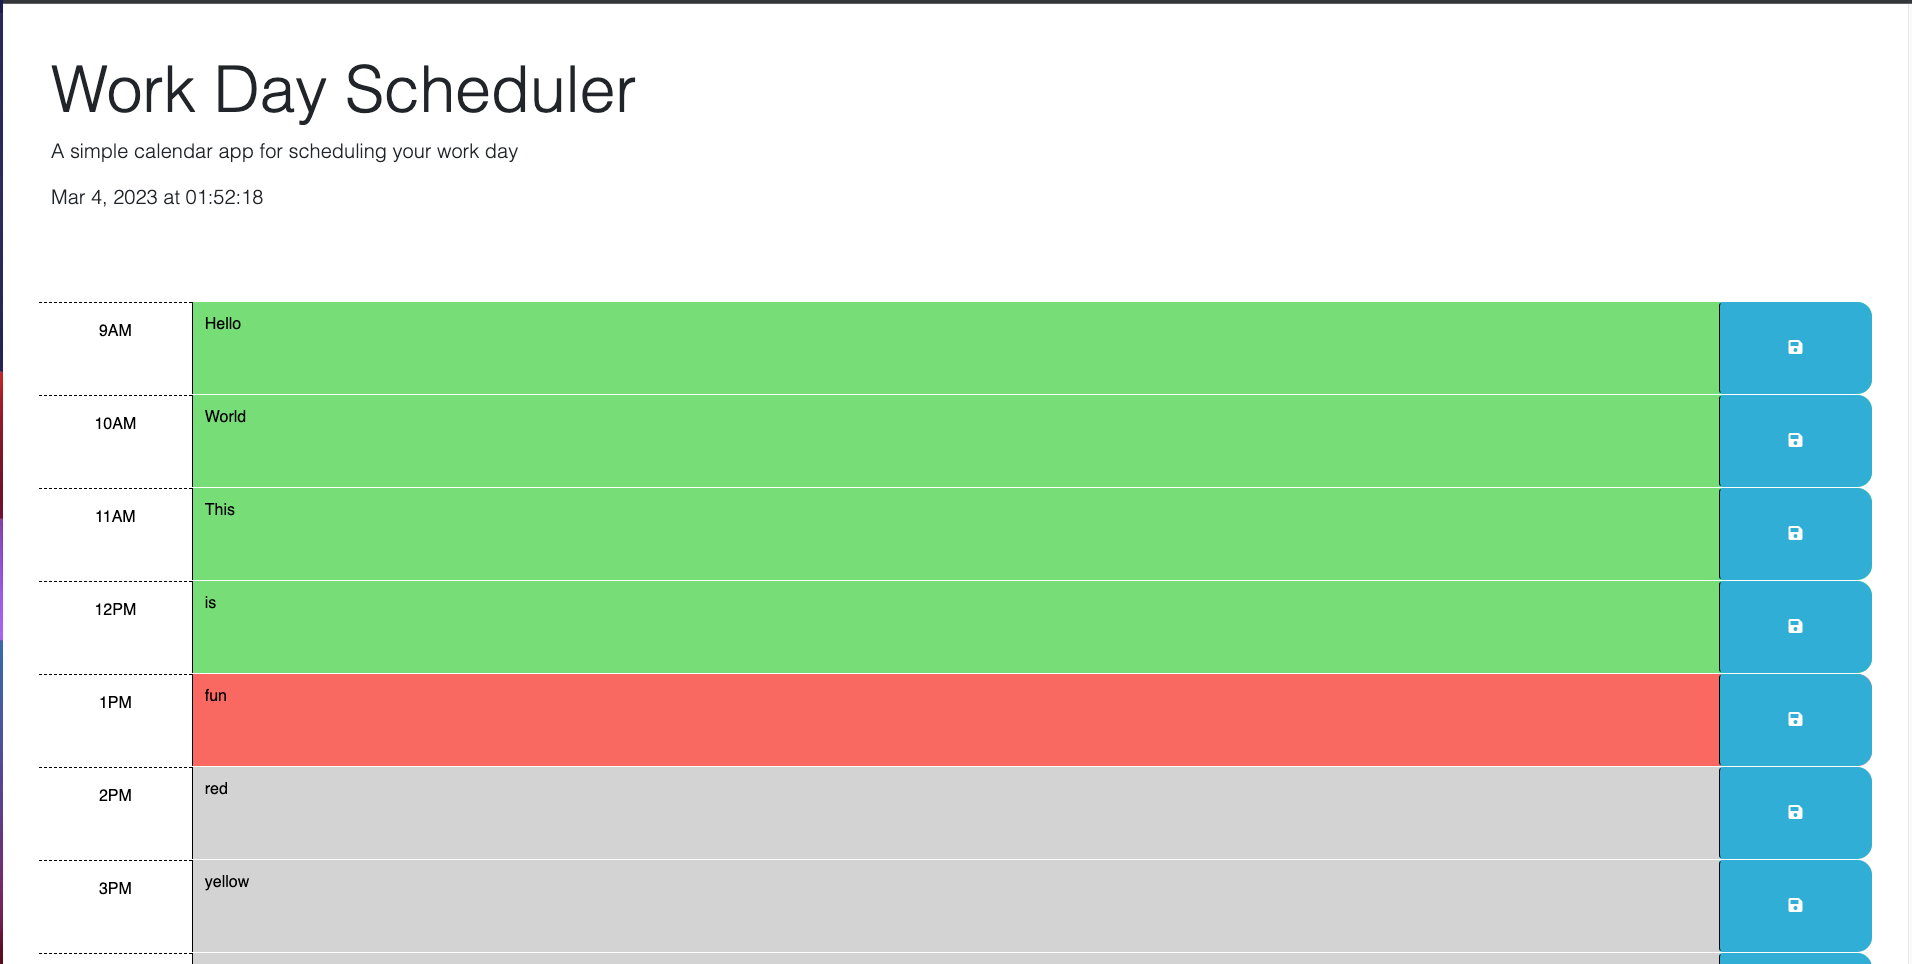 Work Day Scheduler
A simple calendar app for scheduling your work day
Mar 4, 2023 at 01:52:18
9AM
Hello
10AM
World
11AM
This
12PM
is
1PM
fun
2PM
red
3PM
yellow